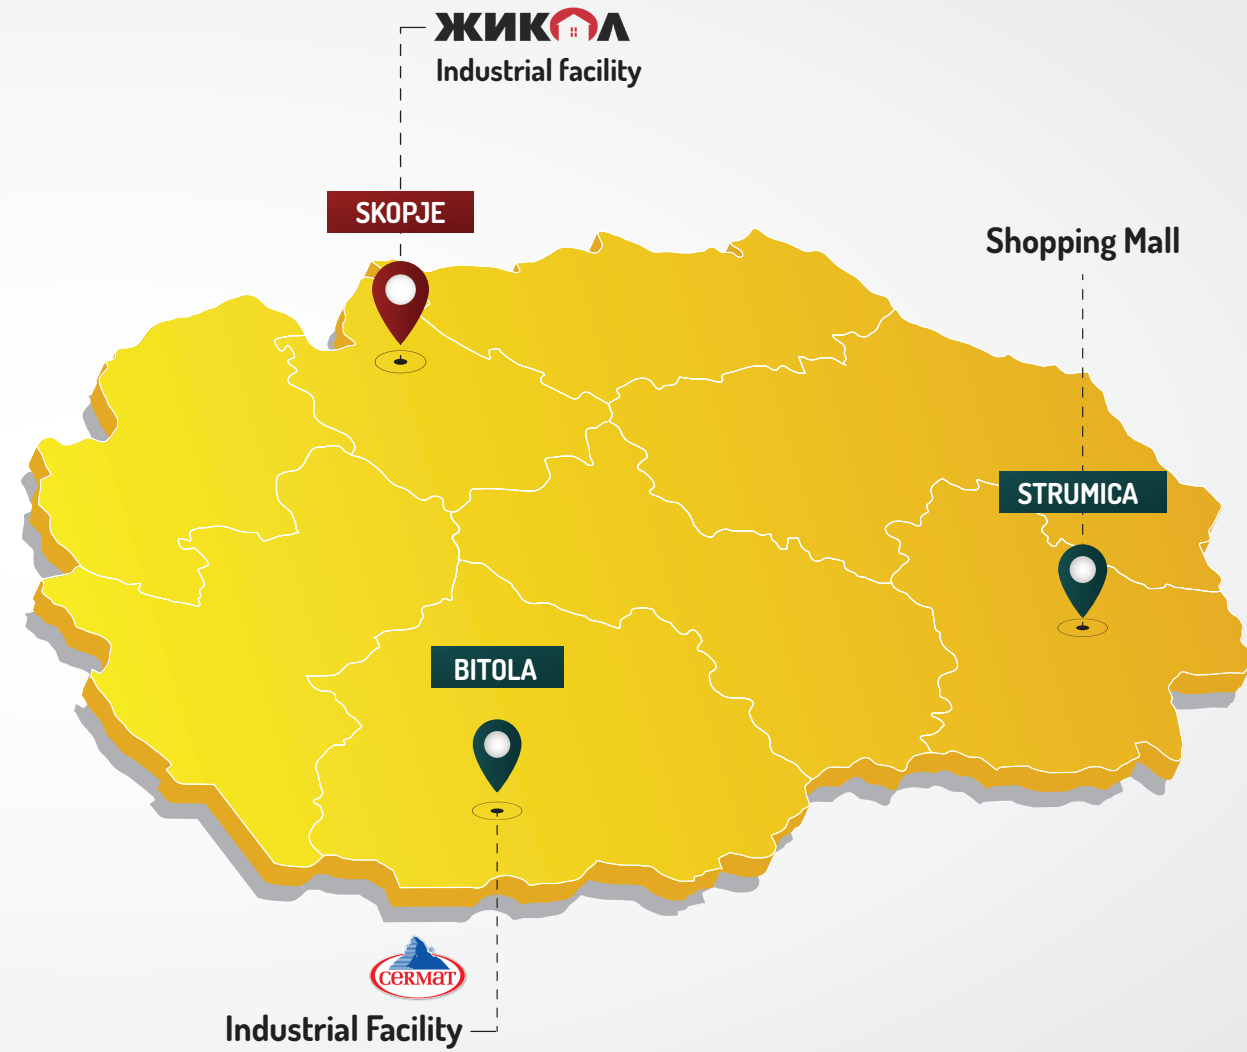 ЖИКОЛ
Industrial facility
SKOPJE
Shopping Mall
STRUMICA
BITOLA
CERMAT
Industrial Facility